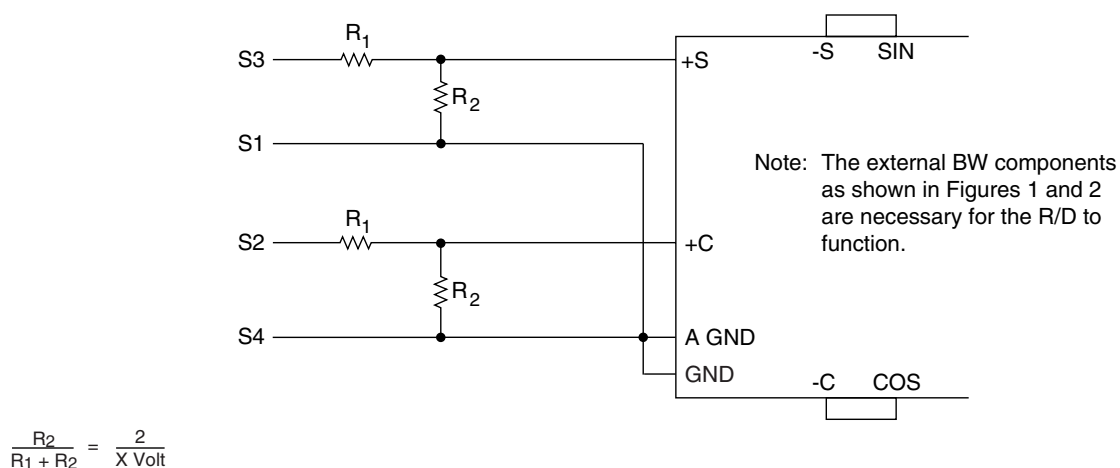 -S SIN
R1
S3
+S
R2
S1
Note: The external BW components
as shown in Figures 1 and 2
are necessary for the R/D to
function.
R1
S2
+C
R2
S4
A GND
GND
-C COS
R2 / R1 + R2 = 2 / X Volt